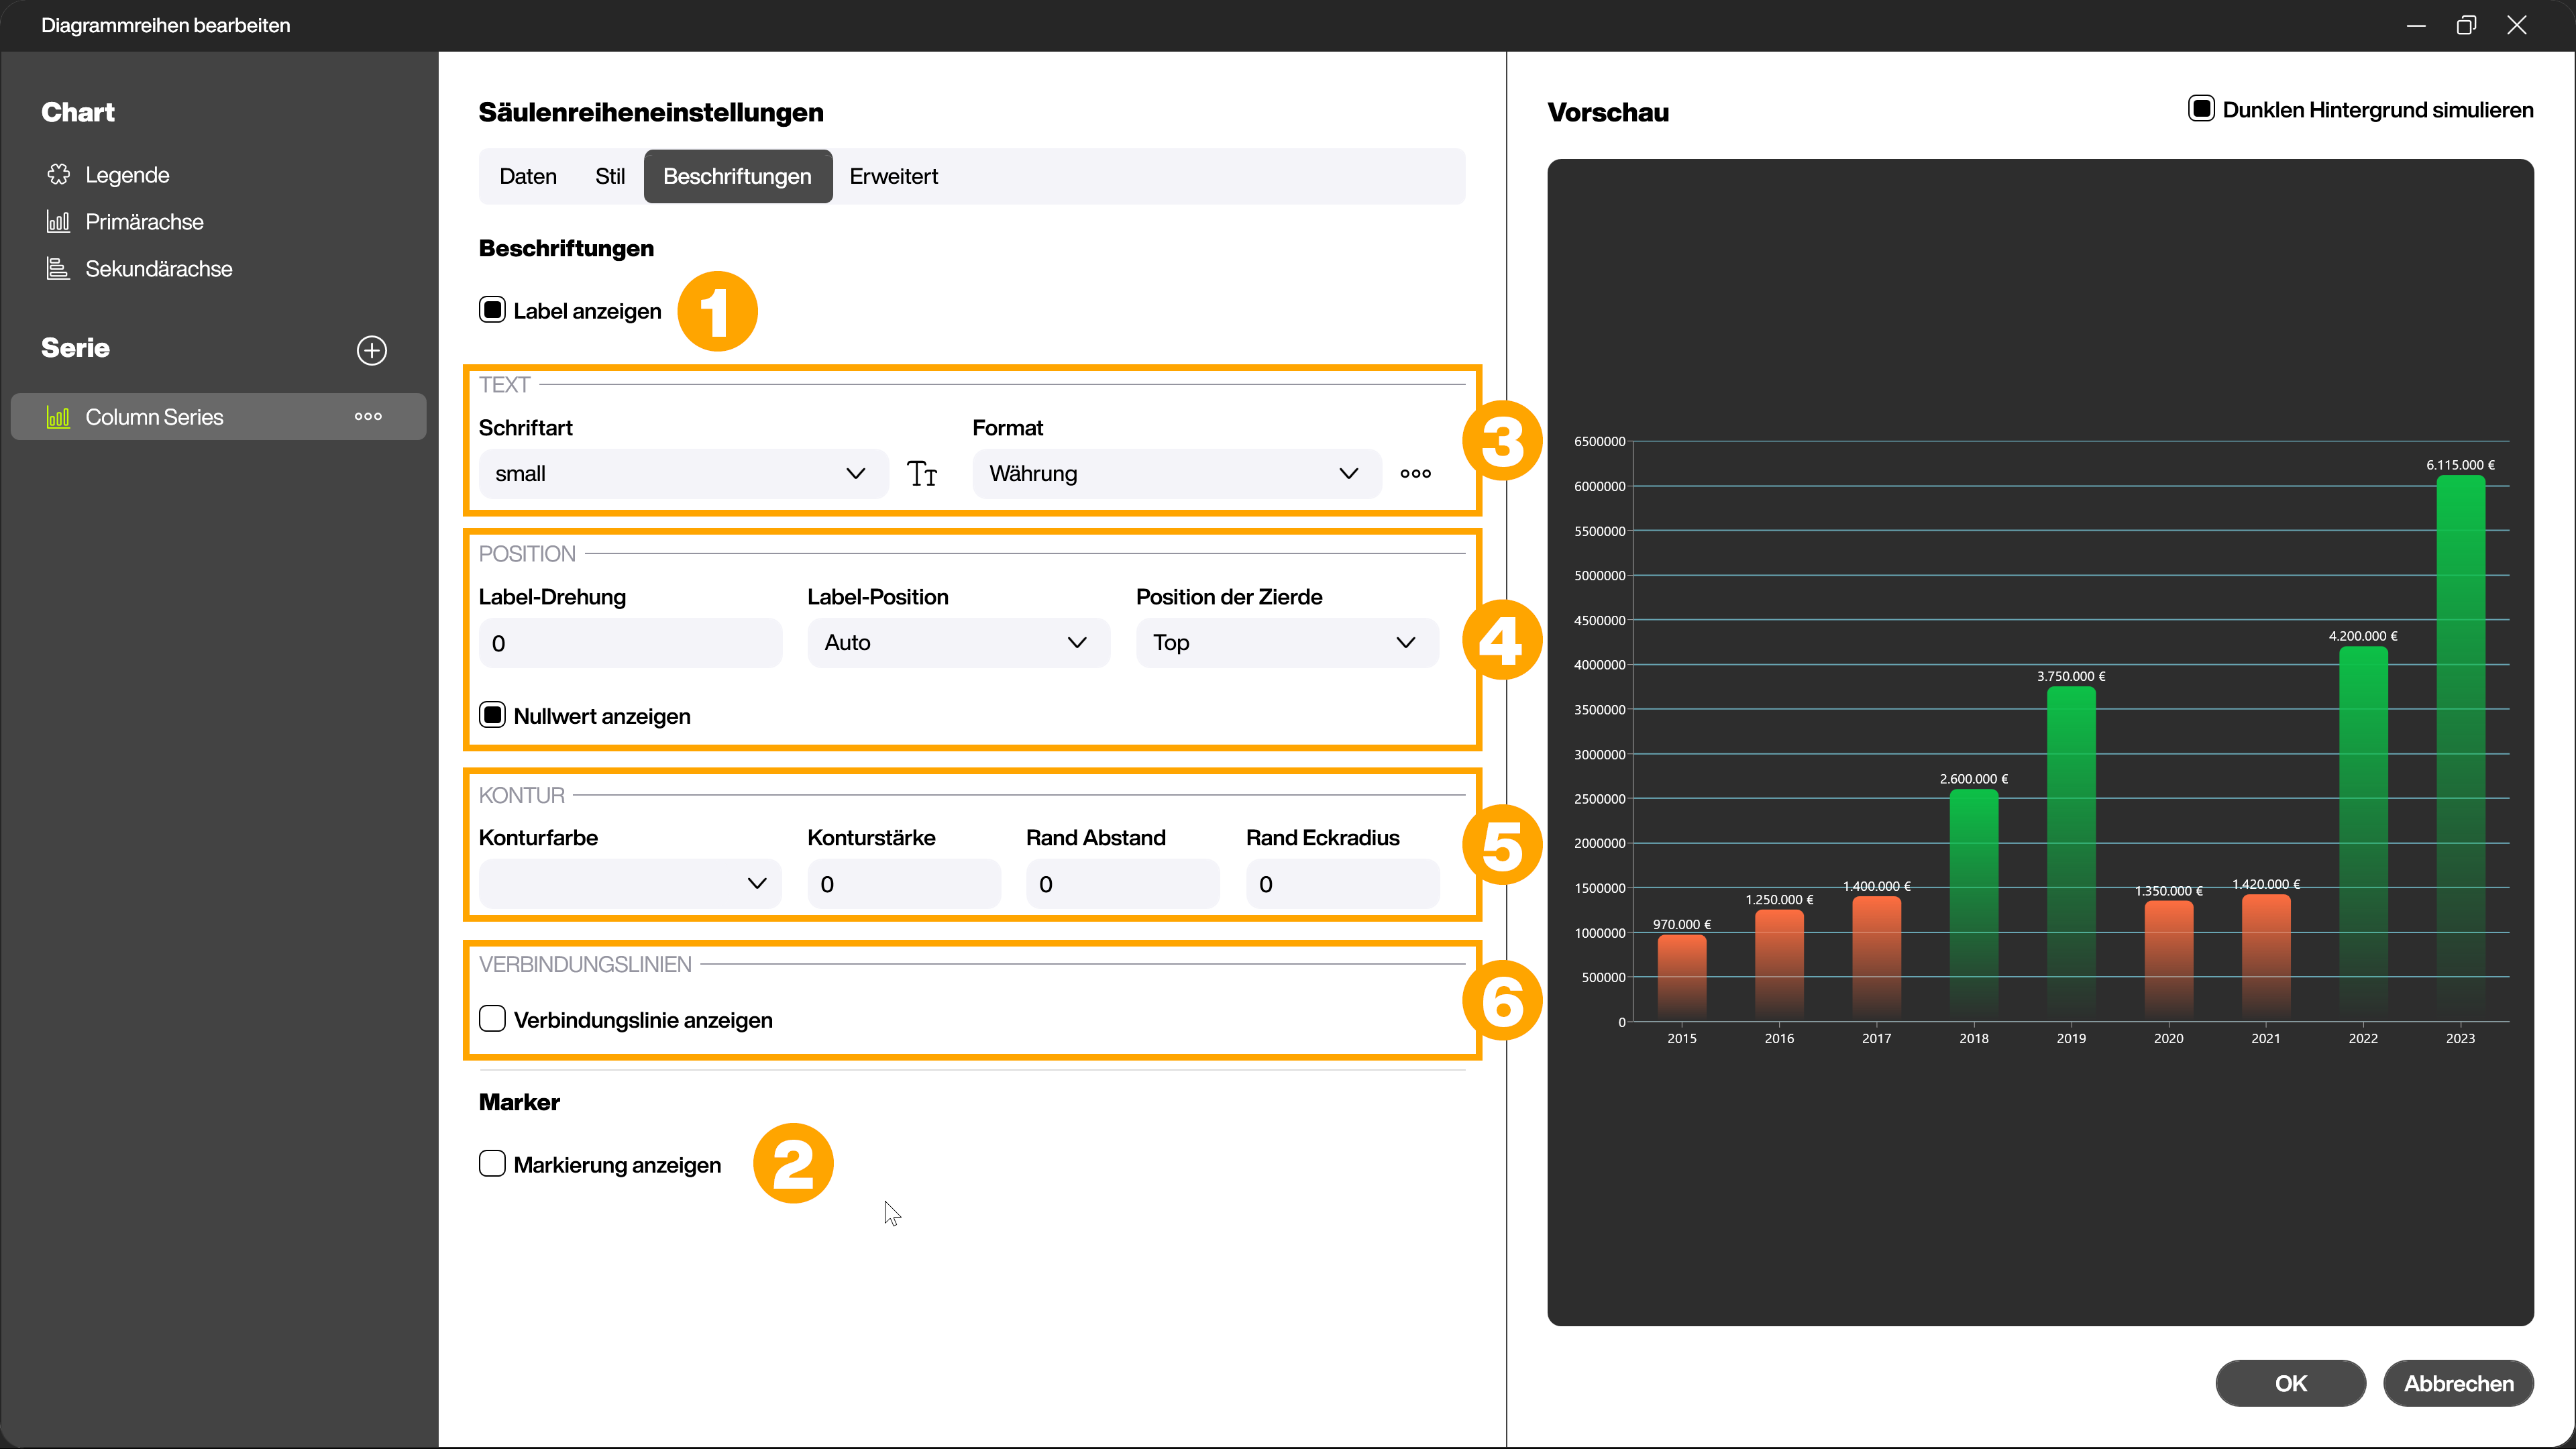 Diagrammreihen bearbeiten
Chart
Legende
Primärachse
Sekundärachse
Serie
Column Series
Säulenreiheneinstellungen
Daten Stil Beschriftungen Erweitert
Beschriftungen
Label anzeigen
1
TEXT
Schriftart Format
small Währung
3
POSITION
Label-Drehung Label-Position Position der Zierde
0 Auto Top
4
Nullwert anzeigen
KONTUR
Konturfarbe Konturstärke Rand Abstand Rand Eckradius
0 0 0
5
VERBINDUNGSLINIEN
Verbindungslinie anzeigen
6
Marker
Markierung anzeigen
2
Vorschau
Dunklen Hintergrund simulieren
6500000
6.115.000 €
6000000
5500000
5000000
4500000
4.200.000 €
4000000
3.750.000 €
3500000
3000000
2.600.000 €
2500000
2000000
1500000
1.400.000 €
1.420.000 €
1.350.000 €
1.250.000 €
970.000 €
1000000
500000
0
2015 2016 2017 2018 2019 2020 2021 2022 2023
OK Abbrechen